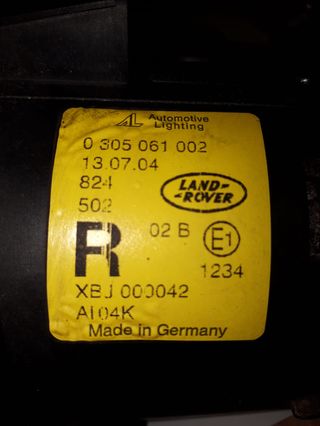 AL Automotive
Lighting
0 305 061 002
13.07.04
824
502
LAND-
-ROVER
R
02 B
E1
1234
XBJ 000042
AI04K
Made in Germany